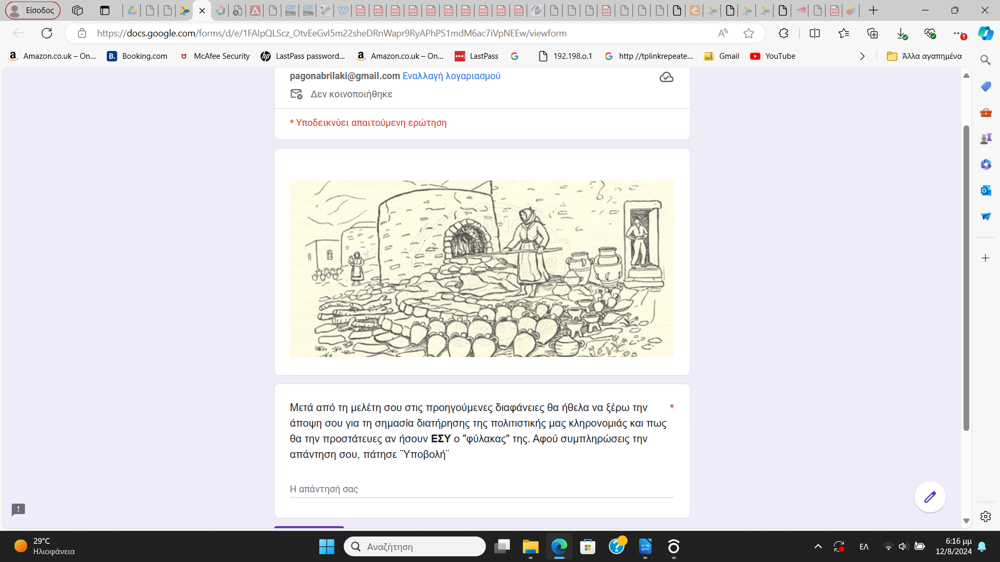 Είσοδος
https://docs.google.com/forms/d/e/1FAIpQLScz_OtvEeGvI5m22sheDRnWapr9RyAPhPS1mdM6ac7iVpNEEw/viewform
Amazon.co.uk – On...
Booking.com
McAfee Security
LastPass password...
Amazon.co.uk – On...
LastPass
192.198.o.1
http //tplinkrepeate...
Gmail
YouTube
Άλλα αγαπημένα
pagonabrilaki@gmail.com Εναλλαγή λογαριασμού
Δεν κοινοποιήθηκε
* Υποδεικνύει απαιτούμενη ερώτηση
Μετά από τη μελέτη σου στις προηγούμενες διαφάνειες θα ήθελα να ξέρω την *
άποψη σου για τη σημασία διατήρησης της πολιτιστικής μας κληρονομιάς και πως
θα την προστάτευες αν ήσουν ΕΣΥ ο "φύλακας" της. Αφού συμπληρώσεις την
απάντηση σου, πάτησε ¨Υποβολή¨
Η απάντησή σας
29°C
Ηλιοφάνεια
Αναζήτηση
ΕΛ
6:16 μμ
12/8/2024